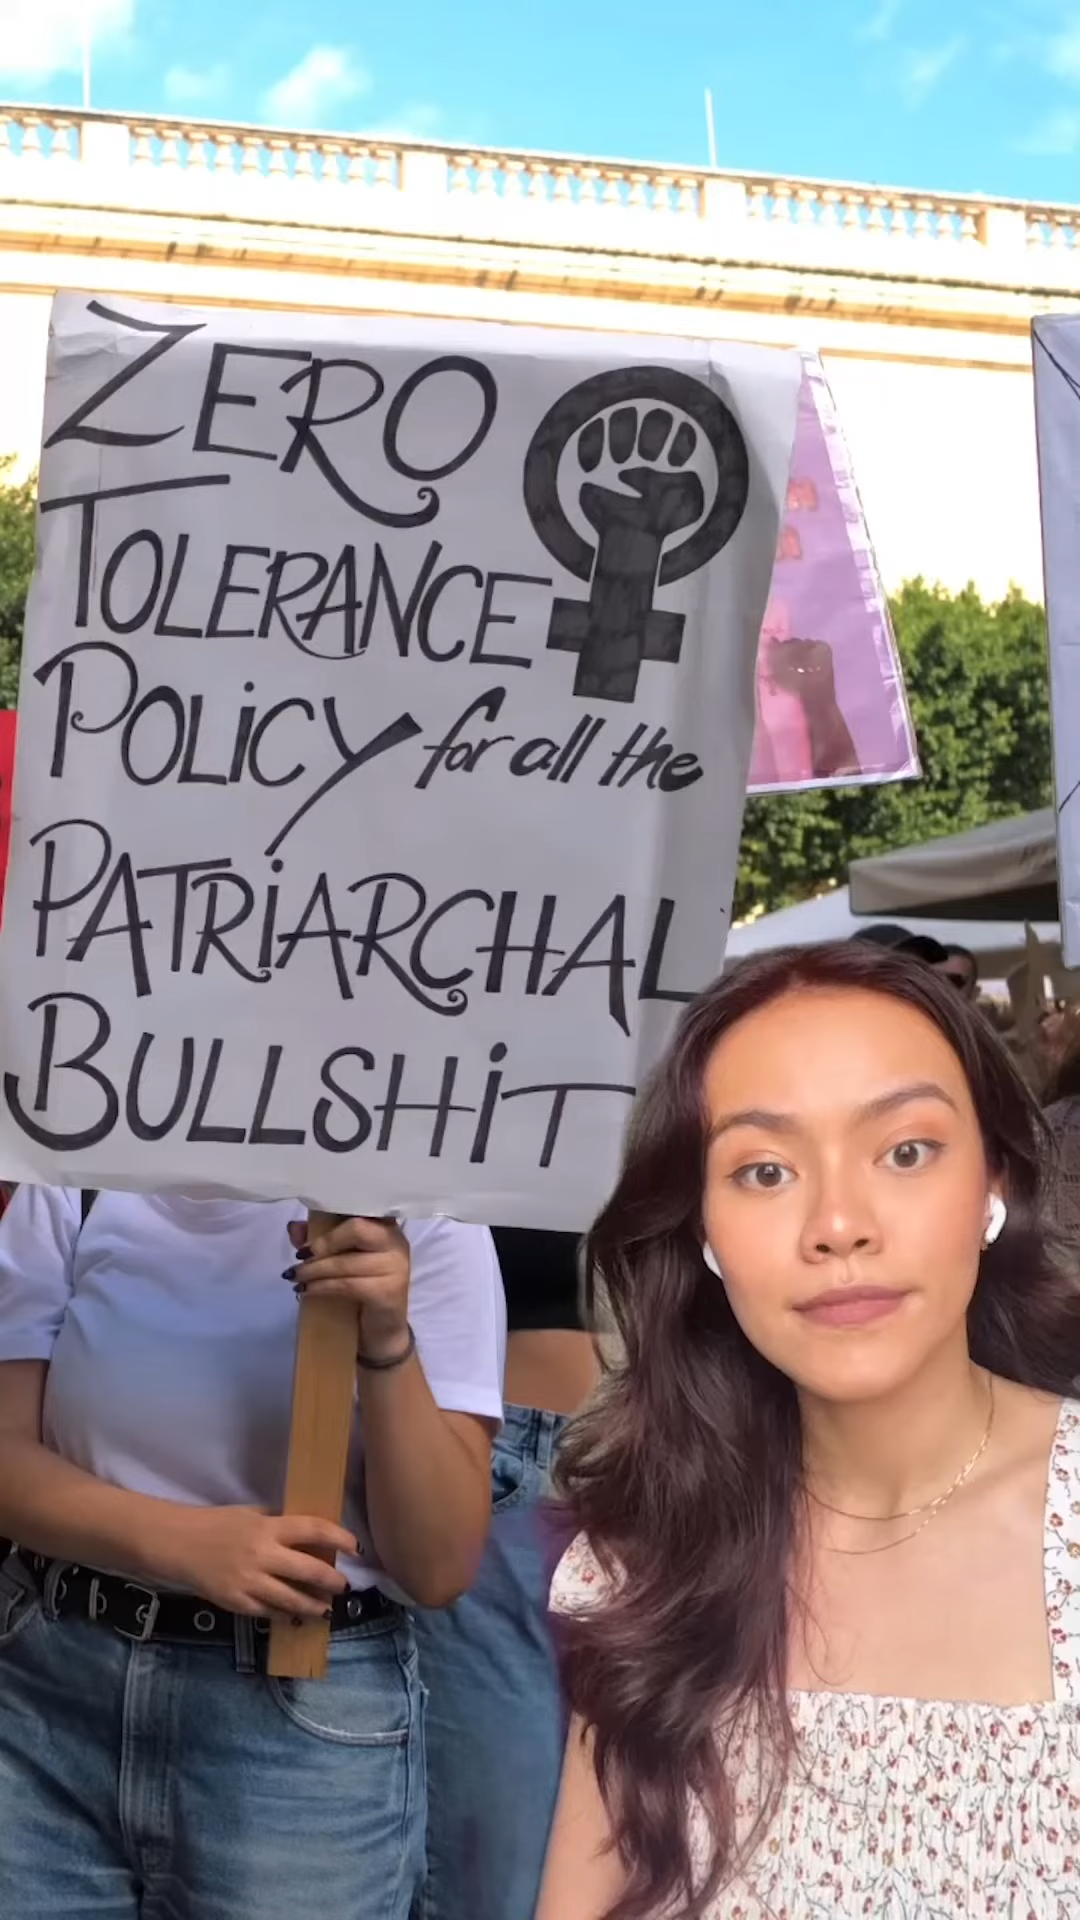 ZERO
TOLERANCE
POLiCY for all the
PATRiARCHAL
BULLSHiT